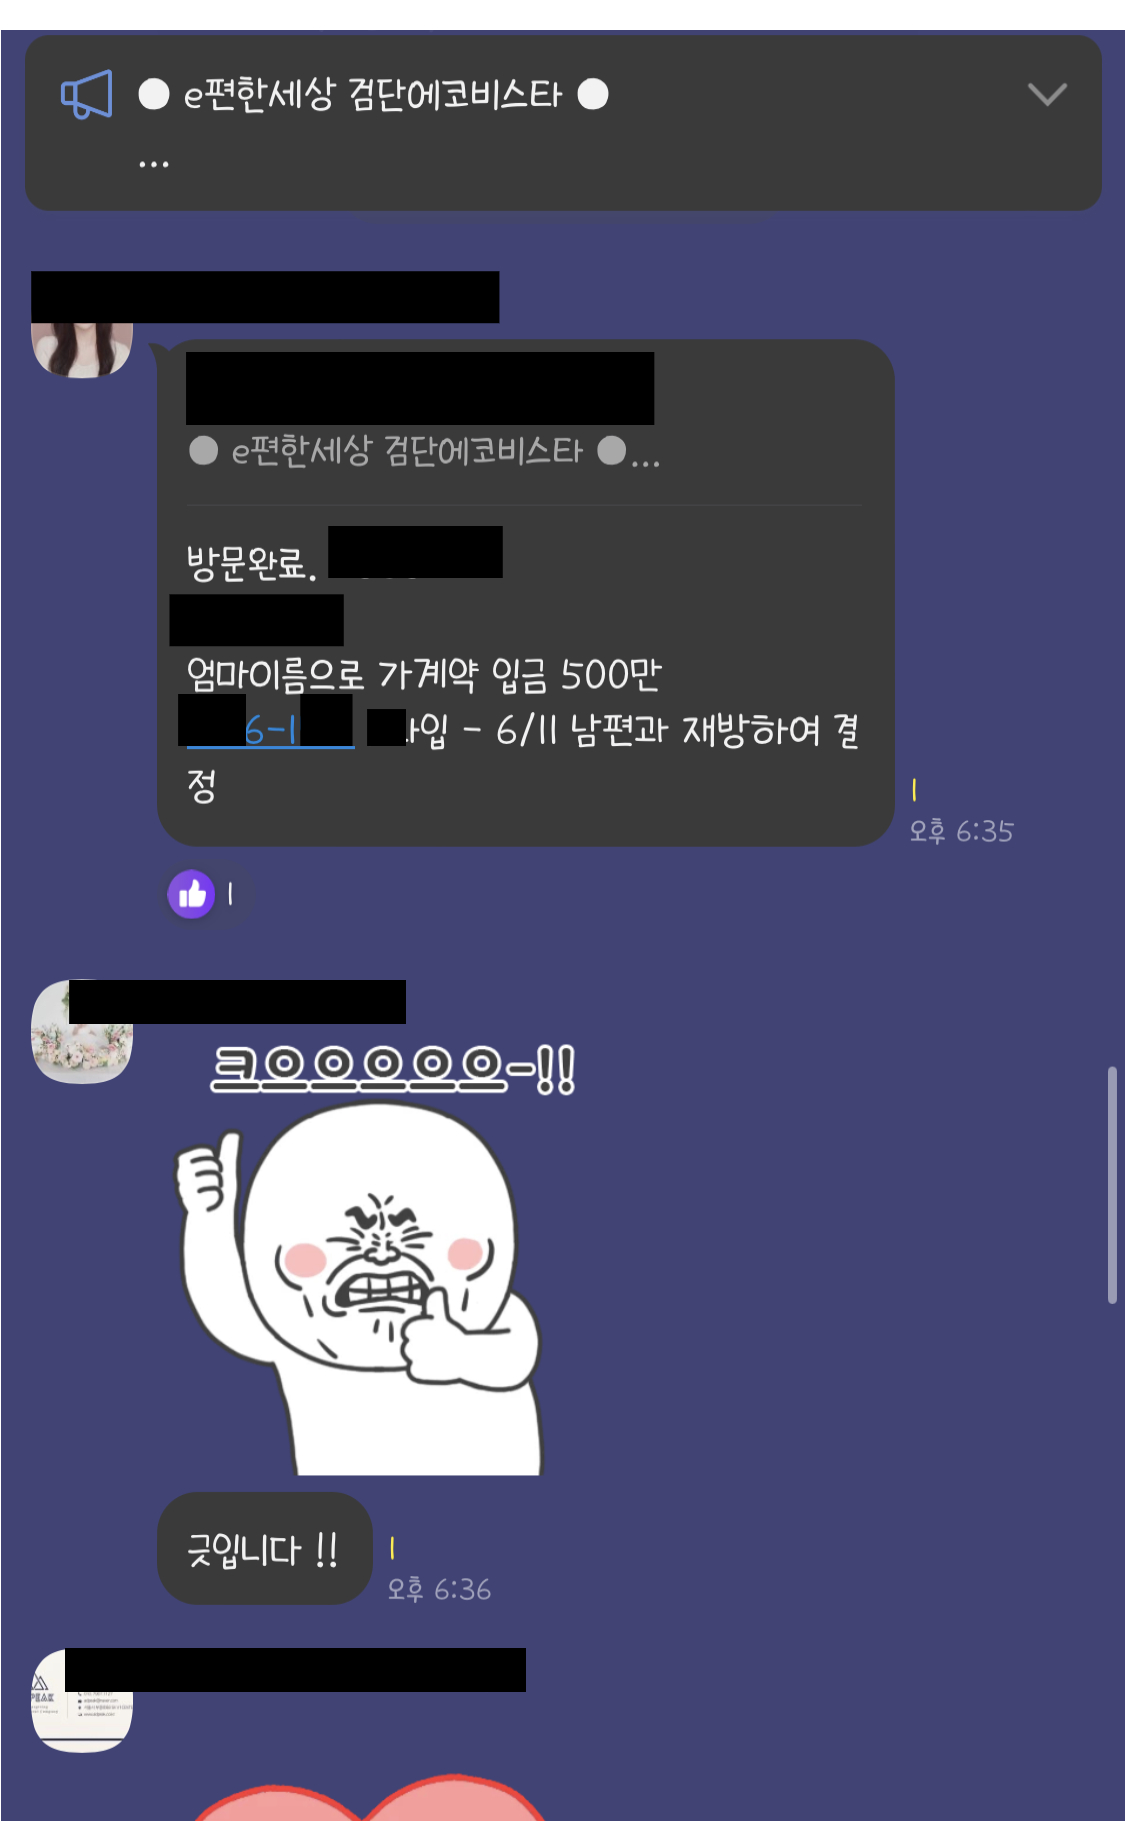 ● e편한세상 검단에코비스타 ●
...
● e편한세상 검단에코비스타 ●...
방문완료.
엄마이름으로 가계약 입금 500만
6-1 입 - 6/11 남편과 재방하여 결
정
1
오후 6:35
1
크으으으으으-!!
긋입니다 !!
1
오후 6:36
PEAK